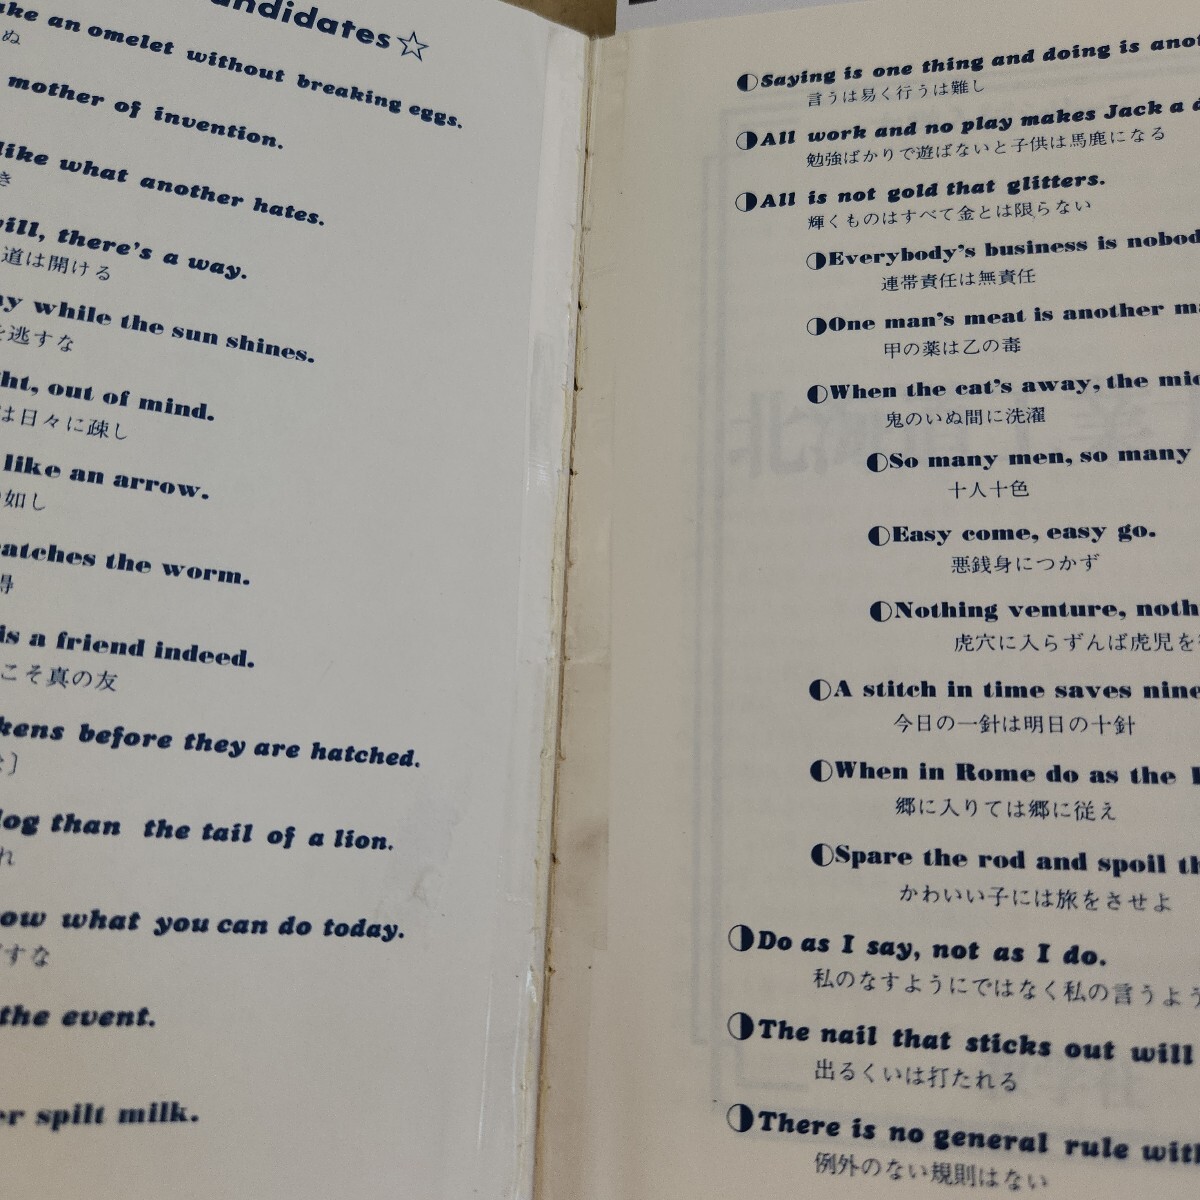 ake an omelet without breaking eggs.
ぬ
mother of invention.
like what another hates.
き
will, there's a way.
道は開ける
while the sun shines.
を逃すな
out of mind.
は日々に疎し
like an arrow.
如し
catches the worm.
得
is a friend indeed.
こそ真の友
before they are hatched.
than the tail of a lion.
れ
what you can do today.
すな
the event.
spilt milk.
Saying is one thing and doing is
言うは易く行うは難し
All work and no play makes Jack a
勉強ばかりで遊ばないと子供は馬鹿になる
All is not gold that glitters.
輝くものはすべて金とは限らない
Everybody's business is
連帯責任は無責任
One man's meat is another
甲の薬は乙の毒
When the cat's away, the
鬼のいぬ間に洗濯
So many men, so many
十人十色
Easy come, easy go.
悪銭身につかず
Nothing venture,
虎穴に入らずんば虎児を
A stitch in time saves nine
今日の一針は明日の十針
When in Rome do as the
郷に入りては郷に従え
Spare the rod and spoil
かわいい子には旅をさせよ
Do as I say, not as I do.
私のなすようにではなく私の言うよう
The nail that sticks out will
出るくいは打たれる
There is no general rule
例外のない規則はない